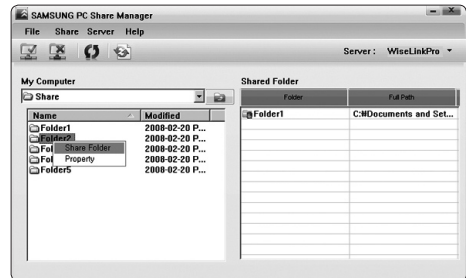 SAMSUNG PC Share Manager
File Share Server Help
Server : WiseLinkPro
My Computer
Shared Folder
Share
Folder Full Path
Name Modified
Folder1 2008-02-20 P...
Folder2 2008-02-20 P...
Fol 2008-02-20 P...
Fol 2008-02-20 P...
Folder5 2008-02-20 P...
Share Folder
Property
Folder1 C:₩Documents and Set...